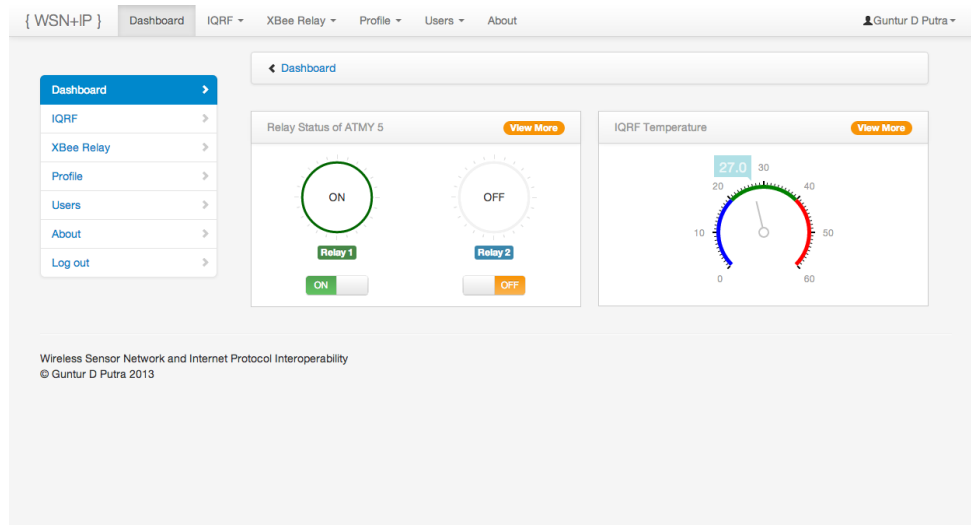 { WSN+IP } Dashboard IQRF XBee Relay Profile Users About Guntur D Putra
Dashboard
Dashboard
IQRF
XBee Relay
Profile
Users
About
Log out
Relay Status of ATMY 5 View More
ON OFF
Relay 1 Relay 2
ON OFF
IQRF Temperature View More
27.0 30
20 40
10 50
0 60
Wireless Sensor Network and Internet Protocol Interoperability
© Guntur D Putra 2013